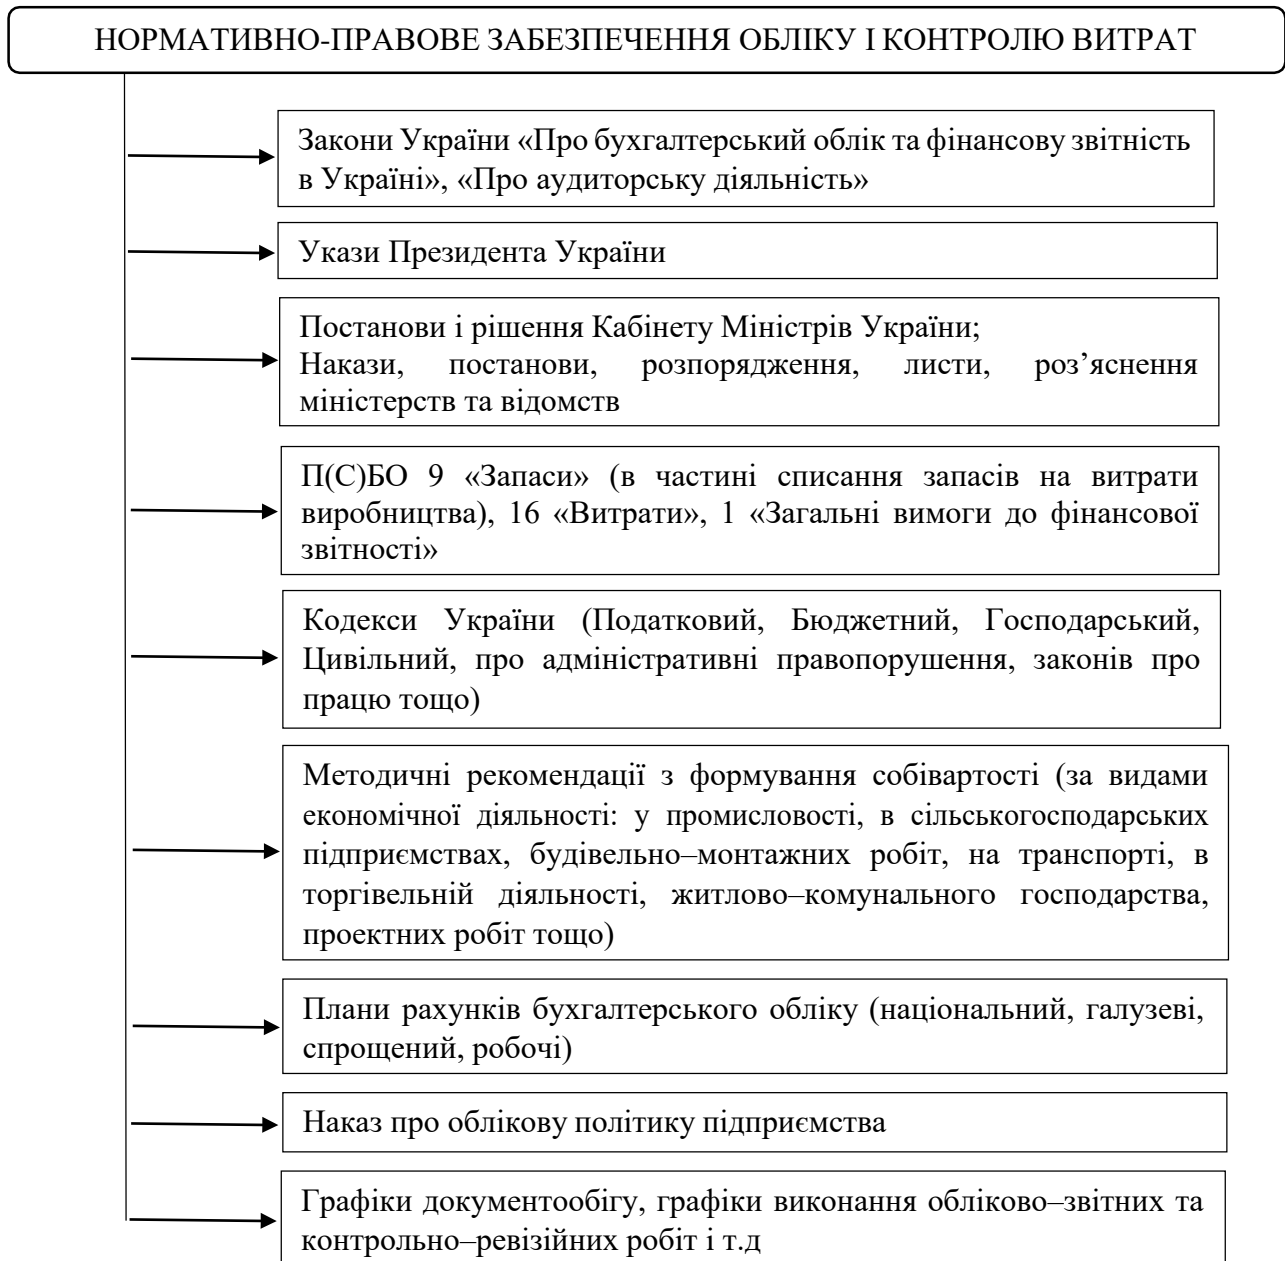 НОРМАТИВНО-ПРАВОВЕ ЗАБЕЗПЕЧЕННЯ ОБЛІКУ І КОНТРОЛЮ ВИТРАТ
Закони України «Про бухгалтерський облік та фінансову звітність
в Україні», «Про аудиторську діяльність»
Укази Президента України
Постанови і рішення Кабінету Міністрів України;
Накази, постанови, розпорядження, листи, роз’яснення
міністерств та відомств
П(С)БО 9 «Запаси» (в частині списання запасів на витрати
виробництва), 16 «Витрати», 1 «Загальні вимоги до фінансової
звітності»
Кодекси України (Податковий, Бюджетний, Господарський,
Цивільний, про адміністративні правопорушення, законів про
працю тощо)
Методичні рекомендації з формування собівартості (за видами
економічної діяльності: у промисловості, в сільськогосподарських
підприємствах, будівельно–монтажних робіт, на транспорті, в
торгівельній діяльності, житлово–комунального господарства,
проектних робіт тощо)
Плани рахунків бухгалтерського обліку (національний, галузеві,
спрощений, робочі)
Наказ про облікову політику підприємства
Графіки документообігу, графіки виконання обліково–звітних та
контрольно–ревізійних робіт і т.д